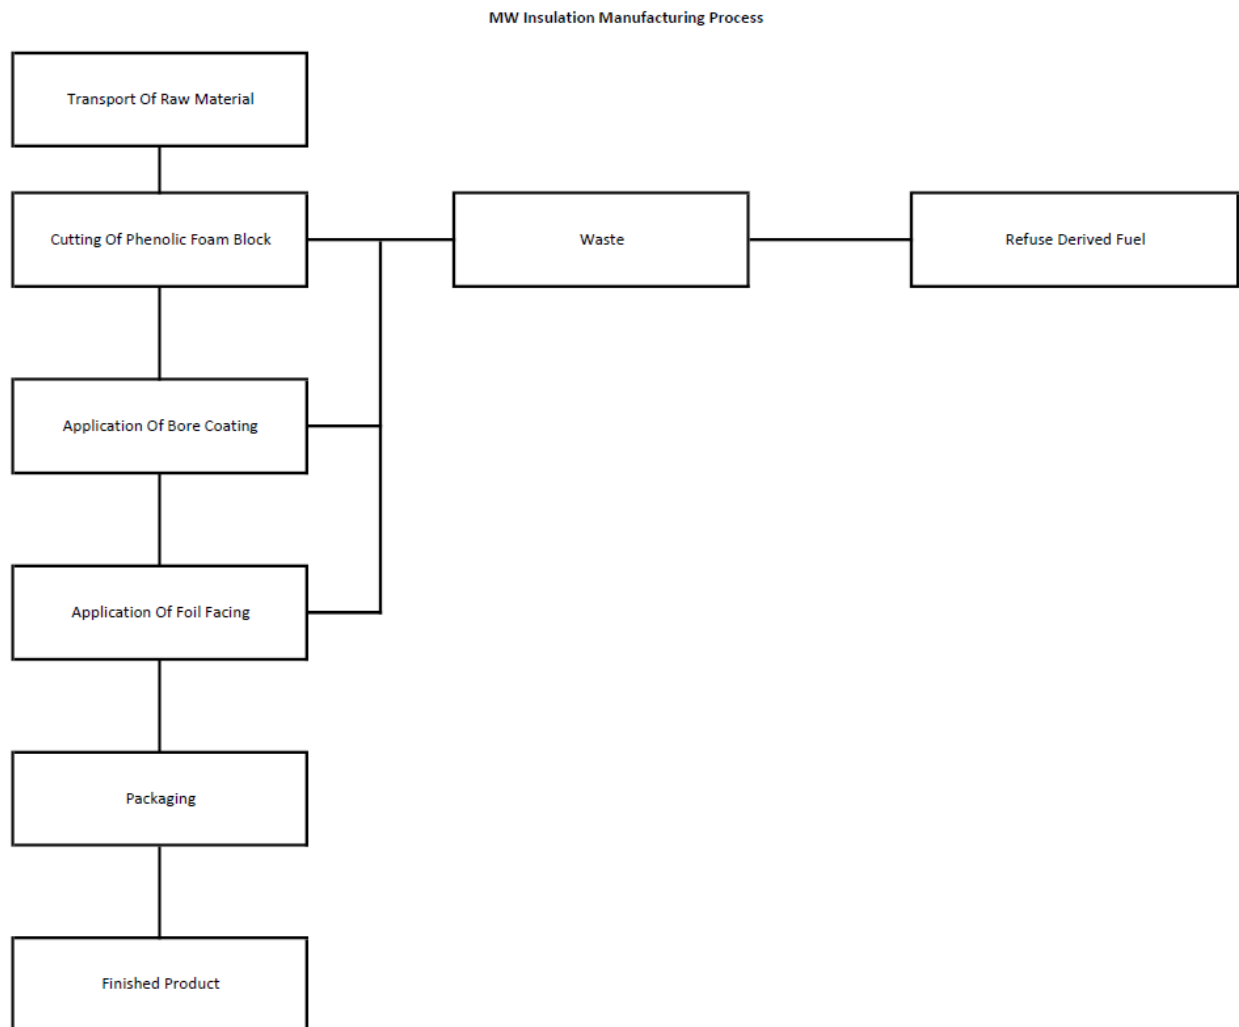 MW Insulation Manufacturing Process
Transport Of Raw Material
Cutting Of Phenolic Foam Block
Waste
Refuse Derived Fuel
Application Of Bore Coating
Application Of Foil Facing
Packaging
Finished Product